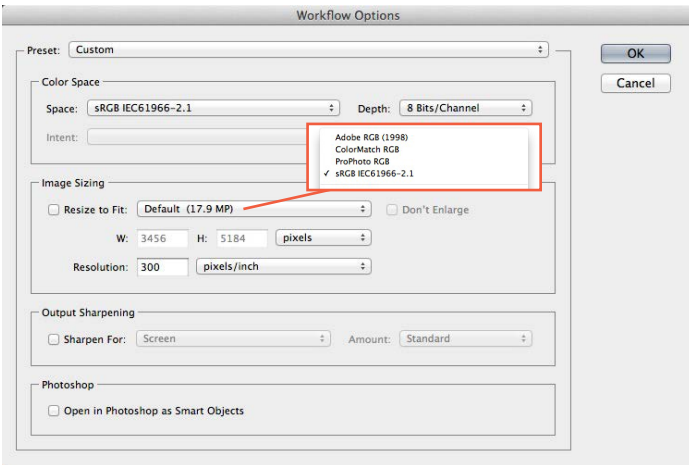 Workflow Options
Preset: Custom
OK
Cancel
Color Space
Space: sRGB IEC61966-2.1 Depth: 8 Bits/Channel
Intent:
Adobe RGB (1998)
ColorMatch RGB
ProPhoto RGB
✓ sRGB IEC61966-2.1
Image Sizing
Resize to Fit: Default (17.9 MP) Don't Enlarge
W: 3456 H: 5184 pixels
Resolution: 300 pixels/inch
Output Sharpening
Sharpen For: Screen Amount: Standard
Photoshop
Open in Photoshop as Smart Objects